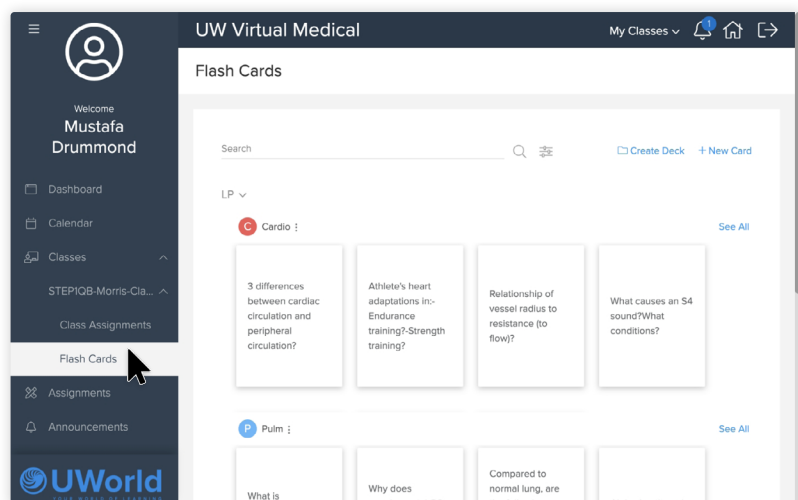 UW Virtual Medical
My Classes
1
Flash Cards
Welcome
Mustafa
Drummond
Dashboard
Calendar
Classes
STEP1QB-Morris-Cla...
Class Assignments
Flash Cards
Assignments
Announcements
UWorld
YOUR WORLD OF LEARNING
Search
Create Deck
+ New Card
LP
C
Cardio
See All
3 differences
between cardiac
circulation and
peripheral
circulation?
Athlete's heart
adaptations in:-
Endurance
training?-Strength
training?
Relationship of
vessel radius to
resistance (to
flow)?
What causes an S4
sound?What
conditions?
P
Pulm
See All
What is
Why does
Compared to
normal lung, are